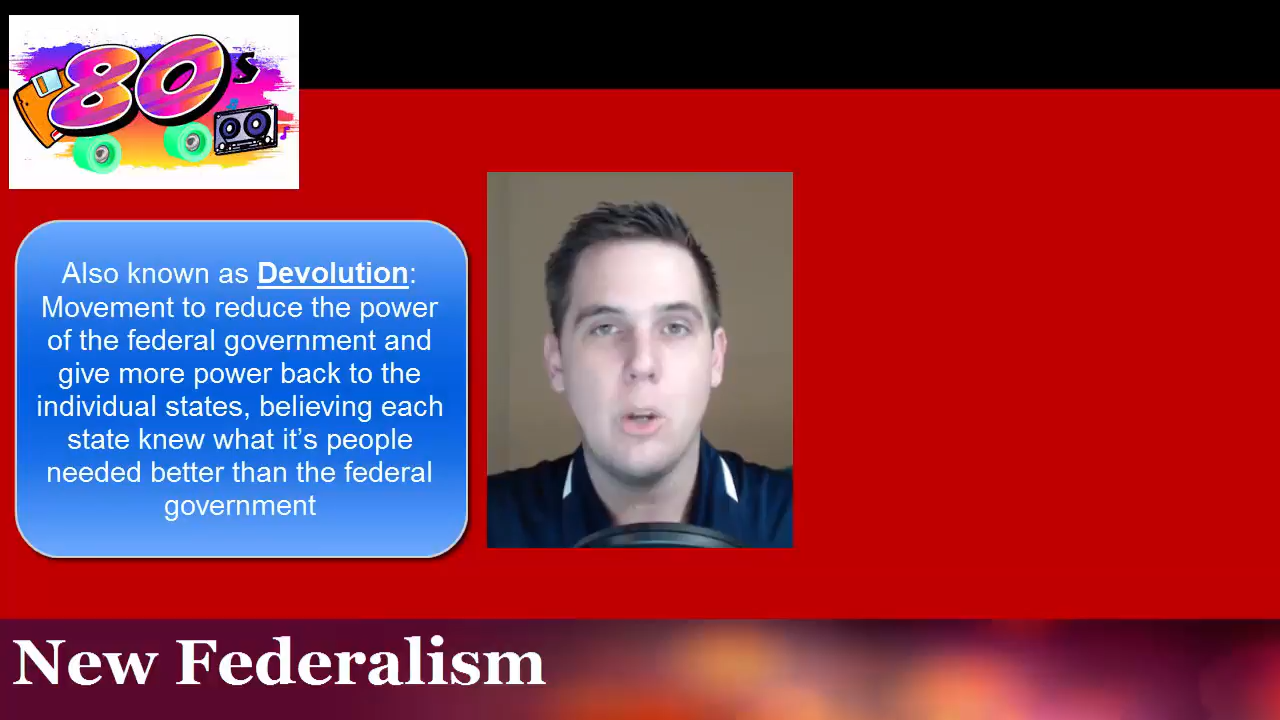 80s
Also known as Devolution:
Movement to reduce the power
of the federal government and
give more power back to the
individual states, believing each
state knew what it’s people
needed better than the federal
government
New Federalism